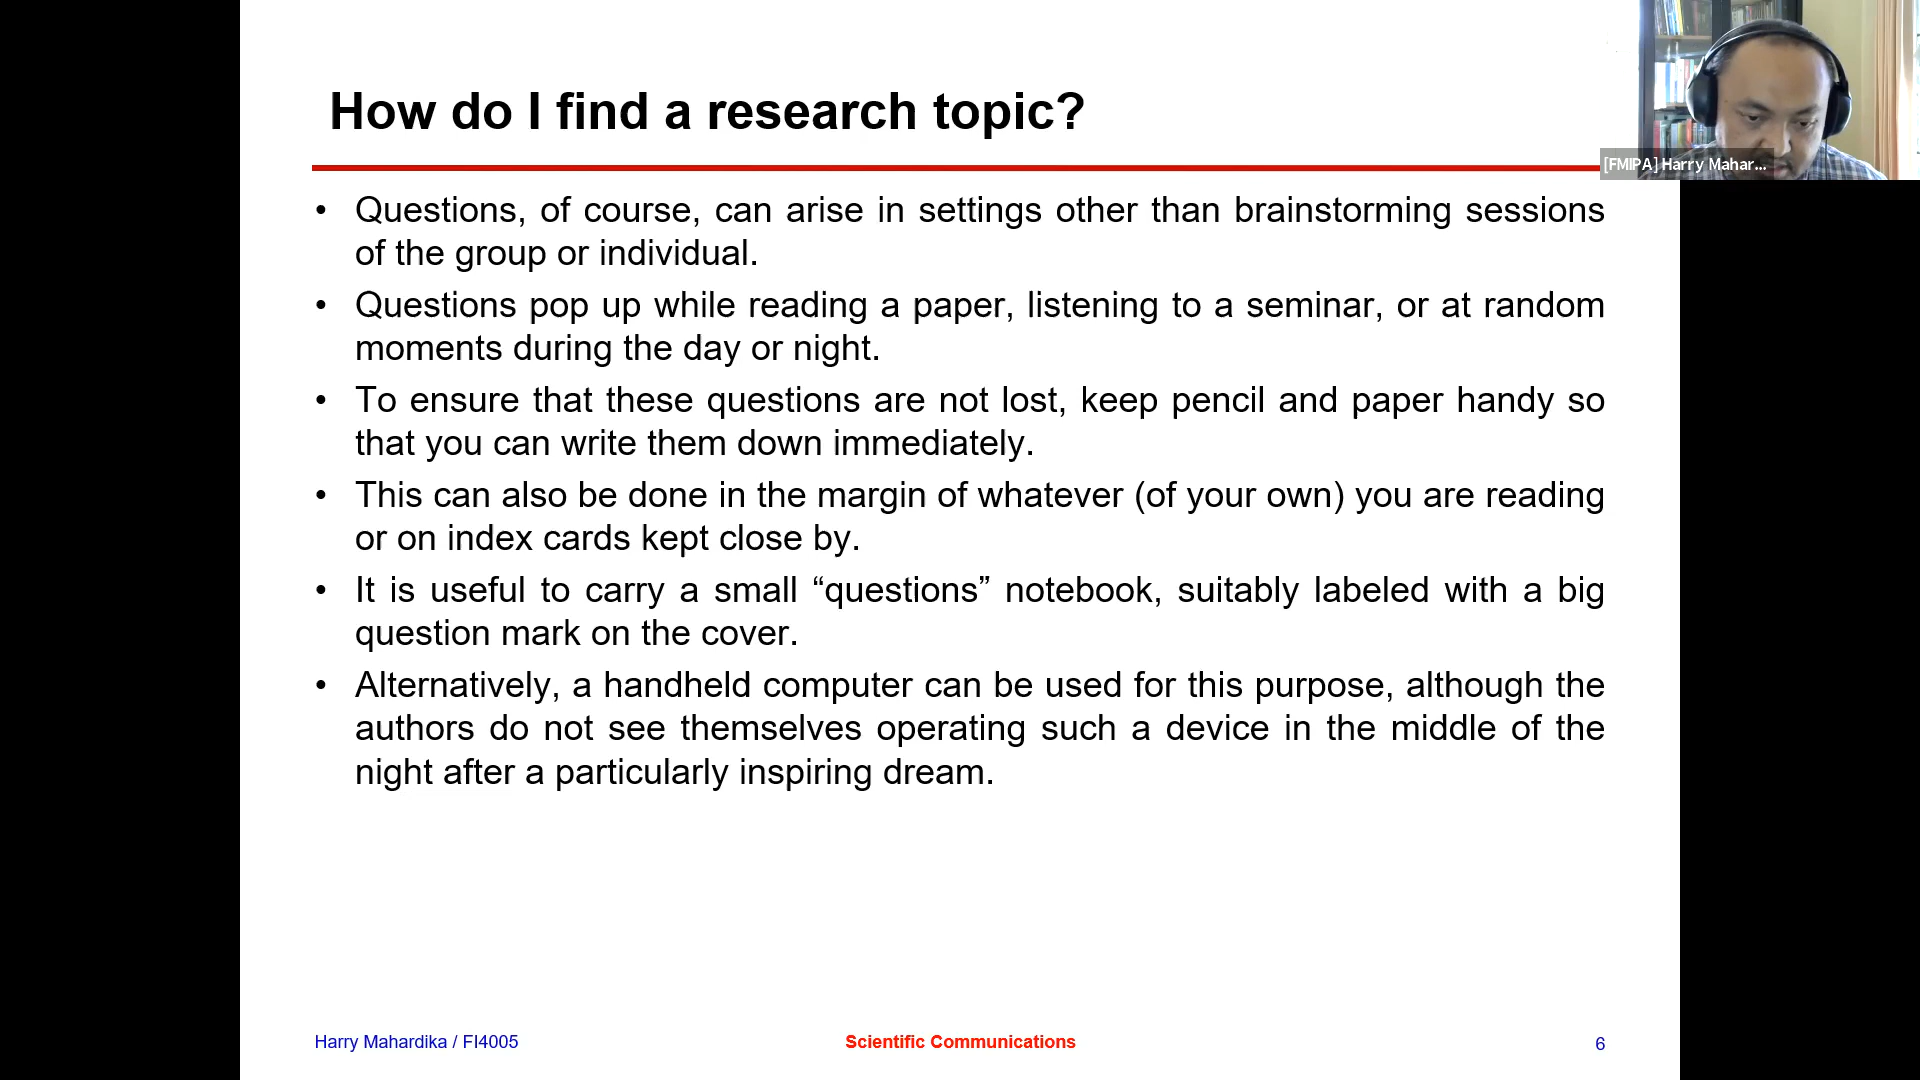 How do I find a research topic?
[FMIPA] Harry Mahar...
• Questions, of course, can arise in settings other than brainstorming sessions
of the group or individual.
• Questions pop up while reading a paper, listening to a seminar, or at random
moments during the day or night.
• To ensure that these questions are not lost, keep pencil and paper handy so
that you can write them down immediately.
• This can also be done in the margin of whatever (of your own) you are reading
or on index cards kept close by.
• It is useful to carry a small “questions” notebook, suitably labeled with a big
question mark on the cover.
• Alternatively, a handheld computer can be used for this purpose, although the
authors do not see themselves operating such a device in the middle of the
night after a particularly inspiring dream.
Harry Mahardika / FI4005
Scientific Communications
6